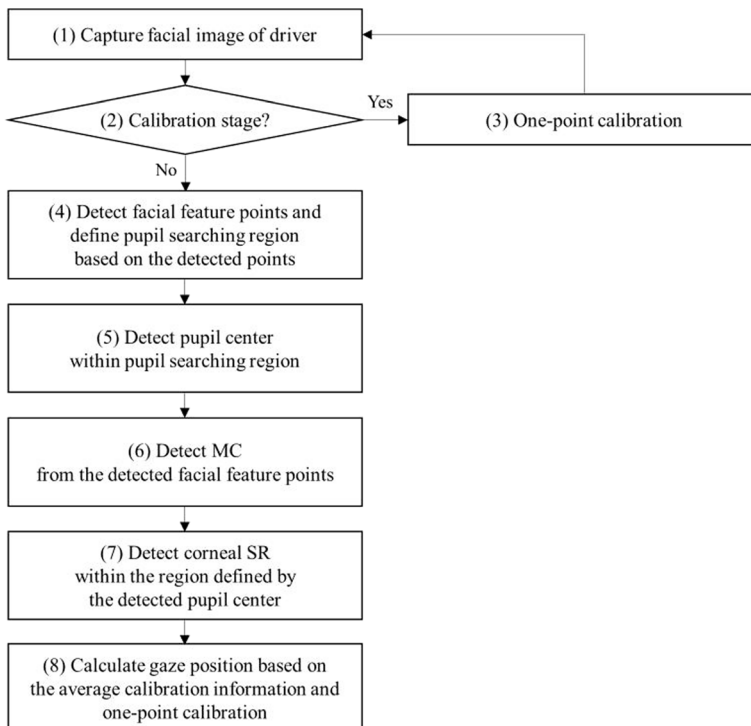 (1) Capture facial image of driver
(2) Calibration stage?
Yes
(3) One-point calibration
No
(4) Detect facial feature points and
define pupil searching region
based on the detected points
(5) Detect pupil center
within pupil searching region
(6) Detect MC
from the detected facial feature points
(7) Detect corneal SR
within the region defined by
the detected pupil center
(8) Calculate gaze position based on
the average calibration information and
one-point calibration